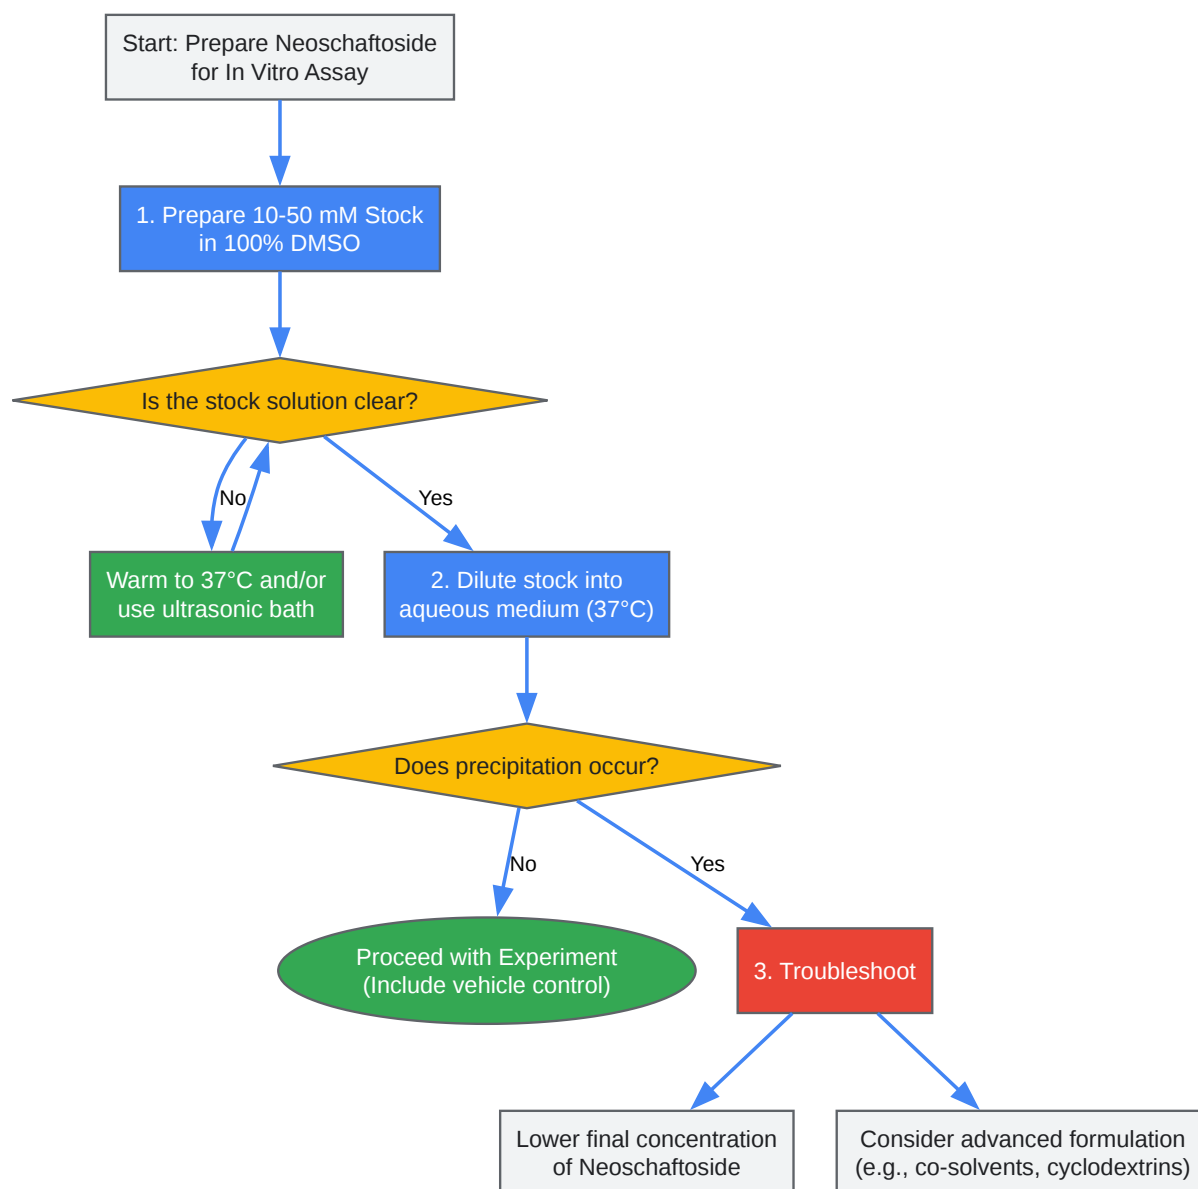 Start: Prepare Neoschaftoside
for In Vitro Assay
1. Prepare 10-50 mM Stock
in 100% DMSO
Is the stock solution clear?
No
Yes
Warm to 37°C and/or
use ultrasonic bath
2. Dilute stock into
aqueous medium (37°C)
Does precipitation occur?
No
Yes
Proceed with Experiment
(Include vehicle control)
3. Troubleshoot
Lower final concentration
of Neoschaftoside
Consider advanced formulation
(e.g., co-solvents, cyclodextrins)